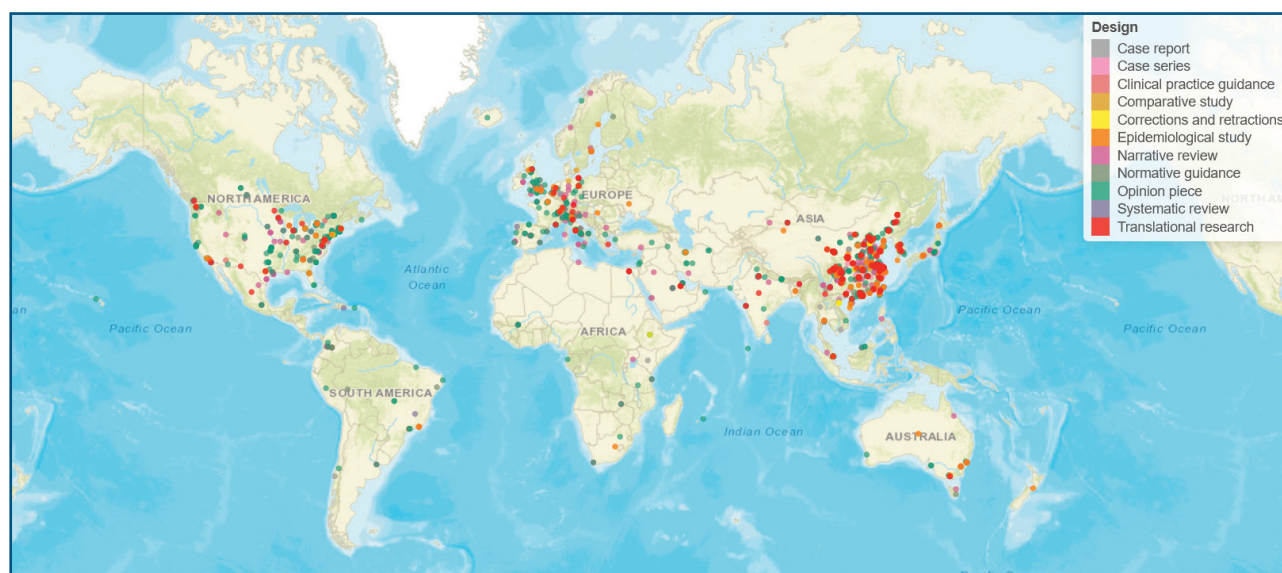 Design
Case report
Case series
Clinical practice guidance
Comparative study
Corrections and retractions
Epidemiological study
Narrative review
Normative guidance
Opinion piece
Systematic review
Translational research
NORTH AMERICA
EUROPE
ASIA
Atlantic
Ocean
Pacific Ocean
Pacific Ocean
Pacific Ocean
AFRICA
SOUTH AMERICA
Indian Ocean
AUSTRALIA